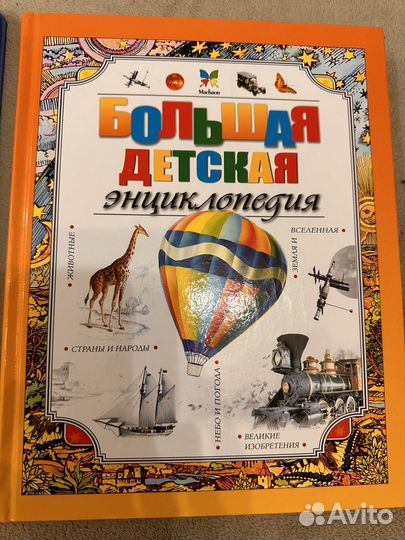 Machaon
БОЛЬШАЯ
ДЕТСКАЯ
энциклопедия
ЖИВОТНЫЕ
ЗЕМЛЯ И
ВСЕЛЕННАЯ
СТРАНЫ И НАРОДЫ
НЕБО И ПОГОДА
ВЕЛИКИЕ
ИЗОБРЕТЕНИЯ
Avito